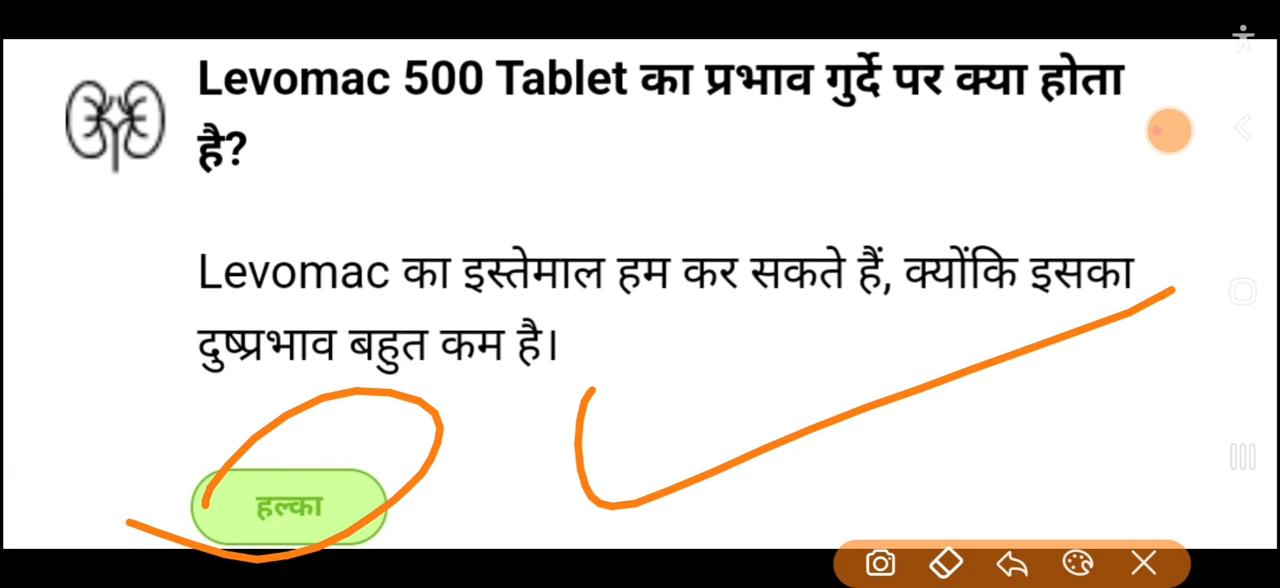 Levomac 500 Tablet का प्रभाव गुर्दे पर क्या होता
है?
Levomac का इस्तेमाल हम कर सकते हैं, क्योंकि इसका
दुष्प्रभाव बहुत कम है।
हल्का